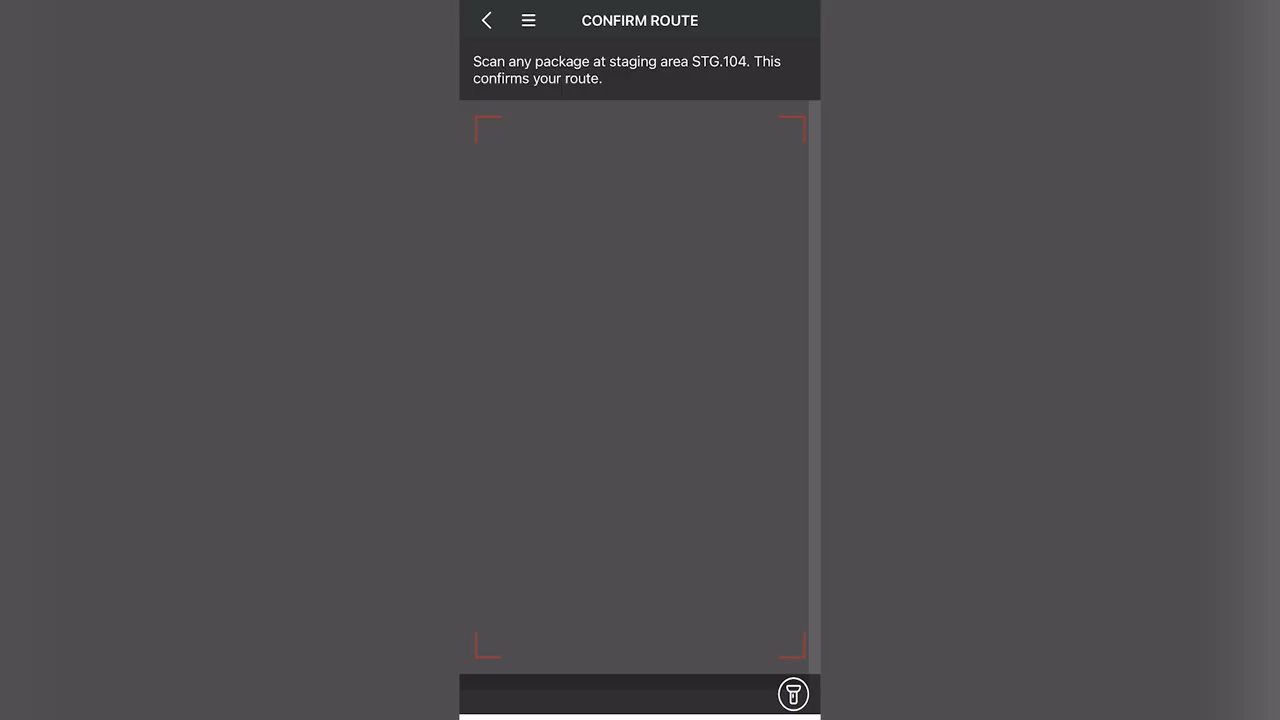 CONFIRM ROUTE
Scan any package at staging area STG.104. This
confirms your route.